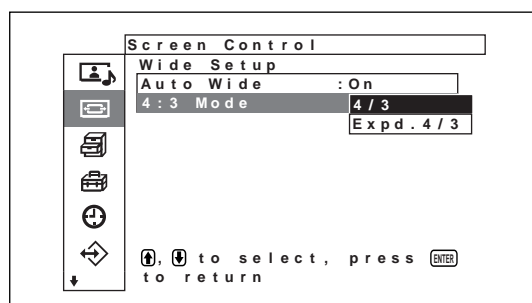 Screen Control
Wide Setup
Auto Wide :On
4:3 Mode 4/3
Expd.4/3
, to select, press ENTER
to return